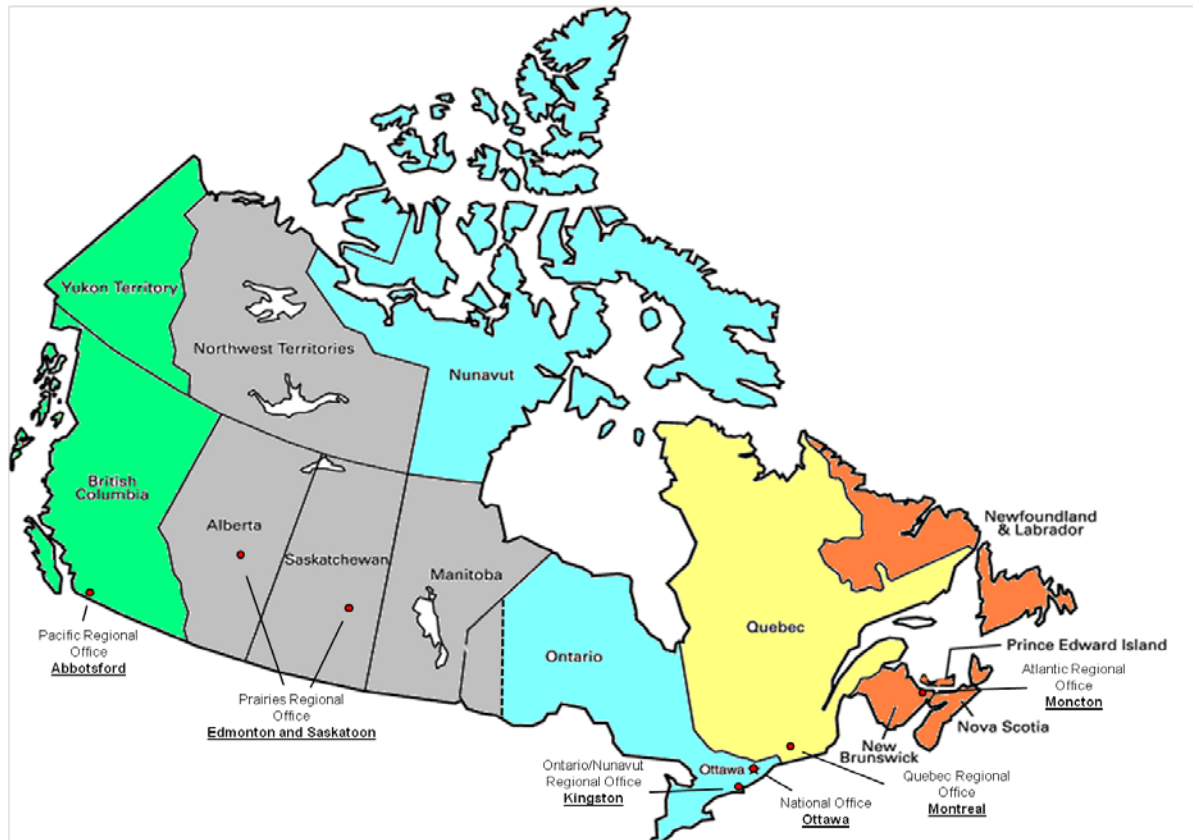 Yukon Territory
Northwest Territories
Nunavut
British
Columbia
Alberta
Saskatchewan
Manitoba
Newfoundland
& Labrador
Quebec
Ontario
Prince Edward Island
Pacific Regional
Office
Abbotsford
Prairies Regional
Office
Edmonton and Saskatoon
Atlantic Regional
Office
Moncton
Nova Scotia
New
Brunswick
Ottawa
Ontario/Nunavut
Regional Office
Kingston
National Office
Ottawa
Quebec Regional
Office
Montreal